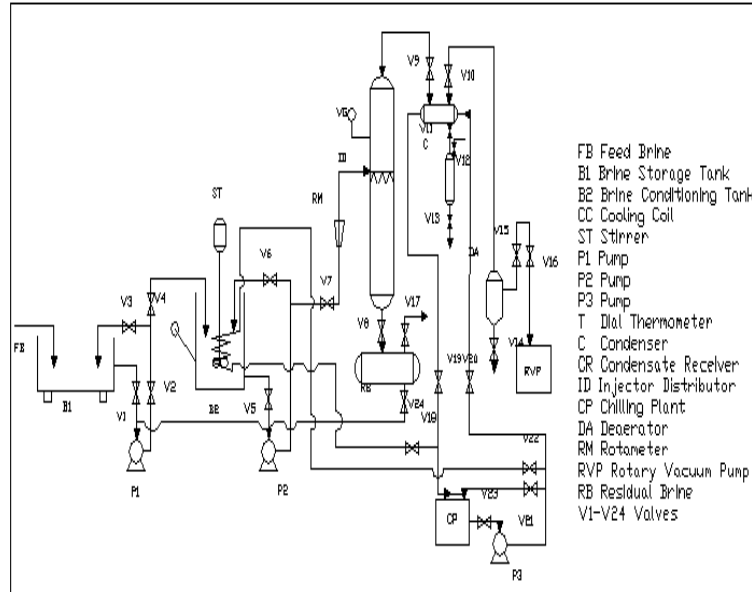 V9
V10
VG
V11
C
V12
ID
ST
RM
V13
DA
V15
V16
V6
V7
V3
V4
V8
V17
FB
V19
V20
V14
RVP
RB
B1
V1
V2
B2
V5
V24
V18
V22
P1
P2
V23
CP
V21
P3
FB Feed Brine
B1 Brine Storage Tank
B2 Brine Conditioning Tank
CC Cooling Coil
ST Stirrer
P1 Pump
P2 Pump
P3 Pump
T Dial Thermometer
C Condenser
CR Condensate Receiver
ID Injector Distributor
CP Chilling Plant
DA Deaerator
RM Rotameter
RVP Rotary Vacuum Pump
RB Residual Brine
V1-V24 Valves